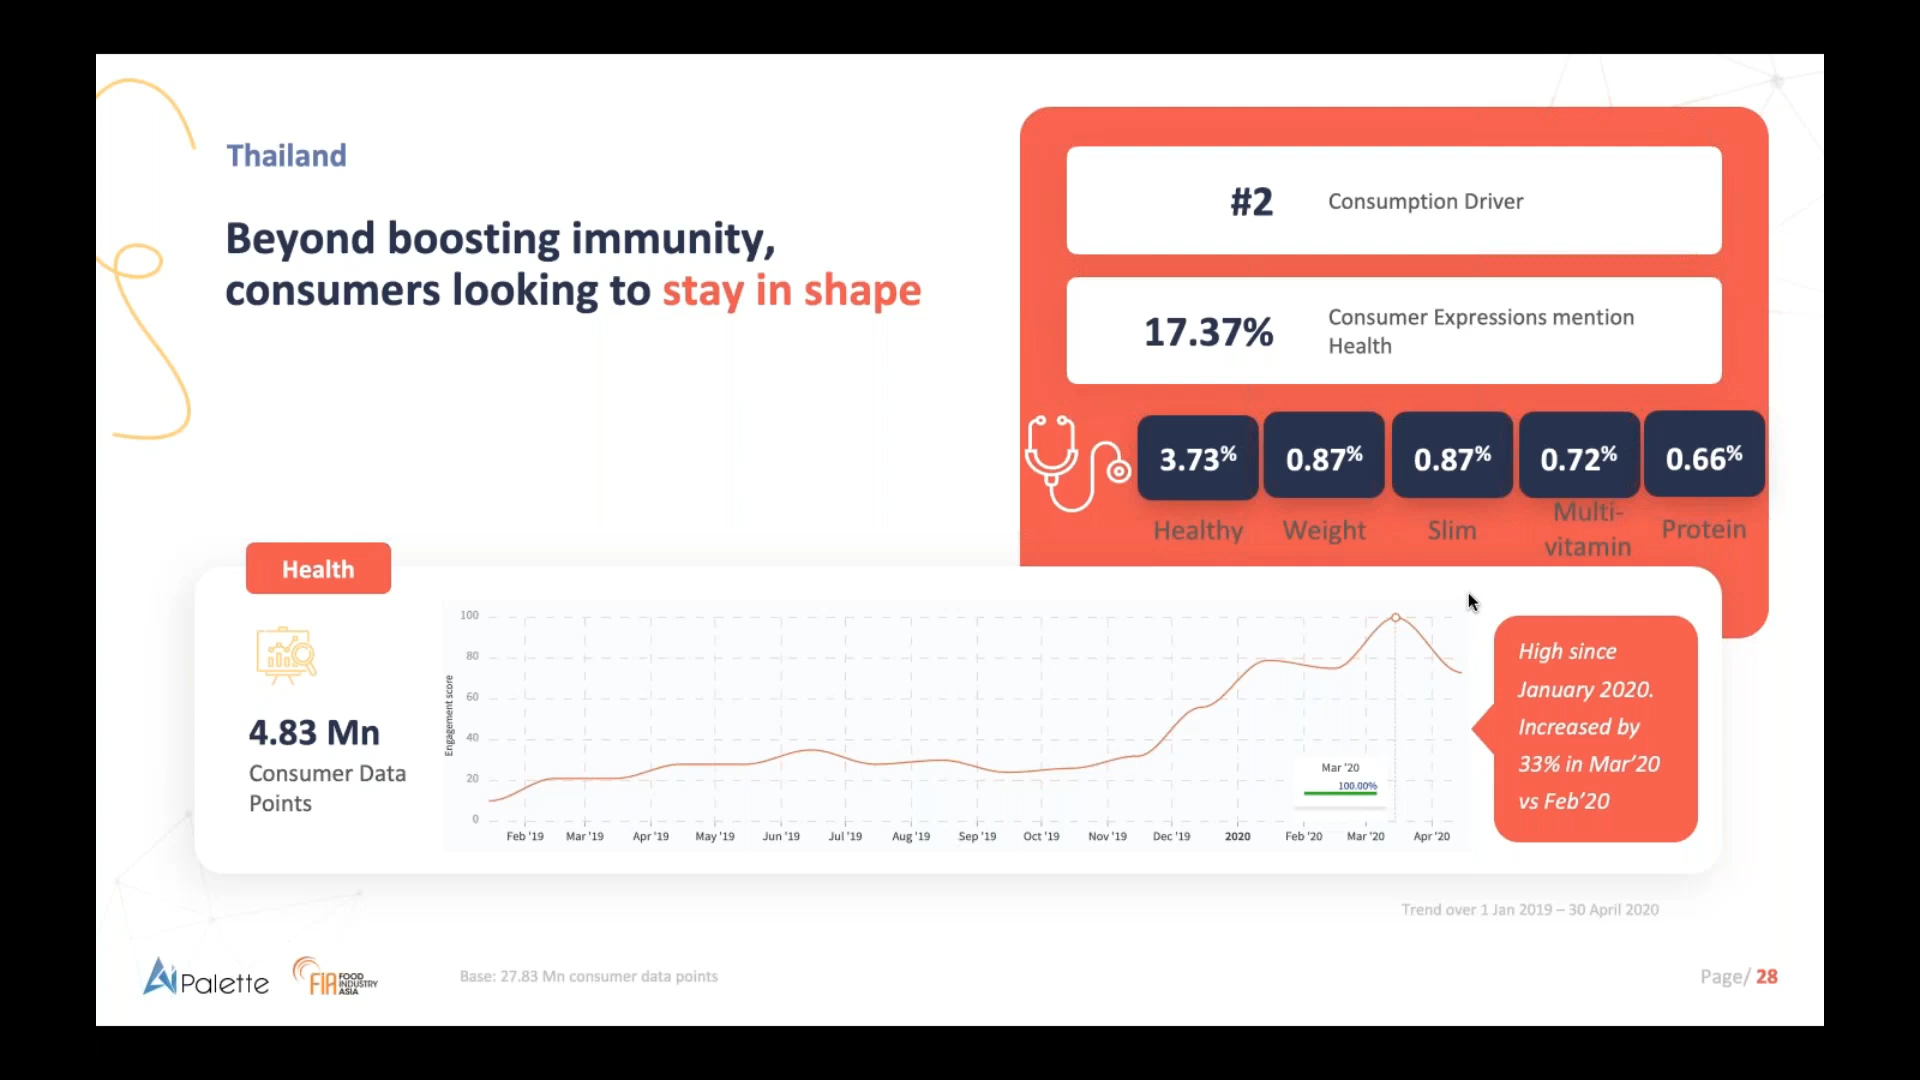 Thailand
Beyond boosting immunity,
consumers looking to stay in shape
#2
Consumption Driver
17.37%
Consumer Expressions mention
Health
3.73%
0.87%
0.87%
0.72%
0.66%
Healthy
Weight
Slim
Multi-
vitamin
Protein
Health
4.83 Mn
Consumer Data
Points
Engagement score
100
80
60
40
20
0
Mar '20
100.00%
Feb '19
Mar '19
Apr '19
May '19
Jun '19
Jul '19
Aug '19
Sep '19
Oct '19
Nov '19
Dec '19
2020
Feb '20
Mar '20
Apr '20
High since
January 2020.
Increased by
33% in Mar’20
vs Feb’20
Trend over 1 Jan 2019 – 30 April 2020
Ai Palette
FIA FOOD
INDUSTRY
ASIA
Base: 27.83 Mn consumer data points
Page/ 28